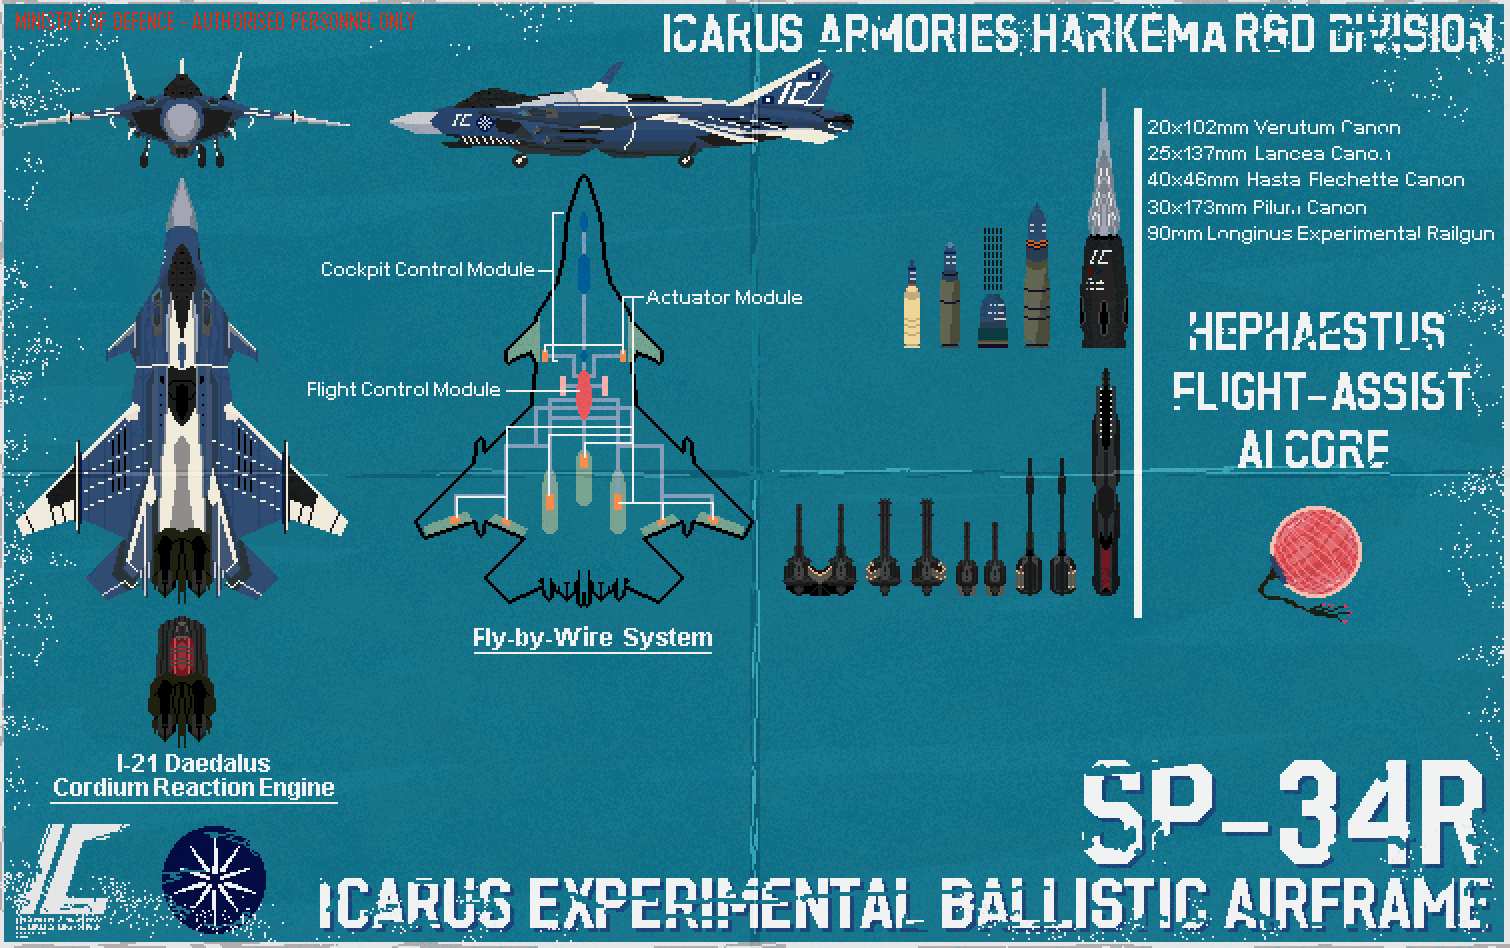 MINISTRY OF DEFENCE - AUTHORISED PERSONNEL ONLY
ICARUS ARMORIES HARKEMA R&D DIVISION
IC
IC
20x102mm Verutum Canon
25x137mm Lancea Canon
40x46mm Hasta Flechette Canon
30x173mm Pilum Canon
90mm Longinus Experimental Railgun
IC
Cockpit Control Module
Actuator Module
Flight Control Module
HEPHAESTUS
FLIGHT-ASSIST
AI CORE
Fly-by-Wire System
I-21 Daedalus
Cordium Reaction Engine
SP-34R
IC
ICARUS EXPERIMENTAL BALLISTIC AIRFRAME